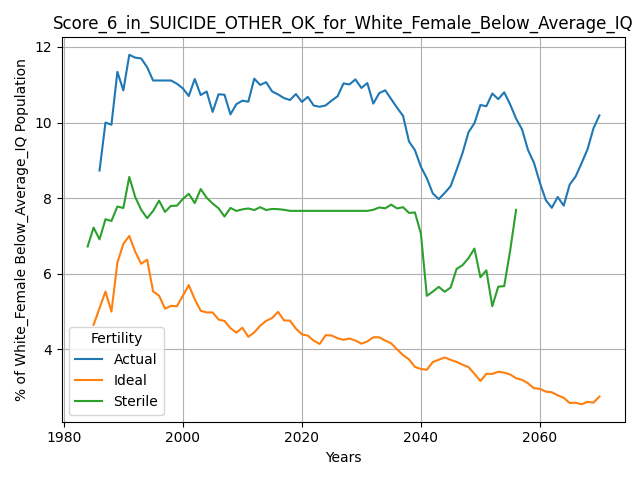 Score_6_in_SUICIDE_OTHER_OK_for_White_Female_Below_Average_IQ
% of White_Female Below_Average_IQ Population
12
10
8
6
4
Fertility
Actual
Ideal
Sterile
1980
2000
2020
2040
2060
Years